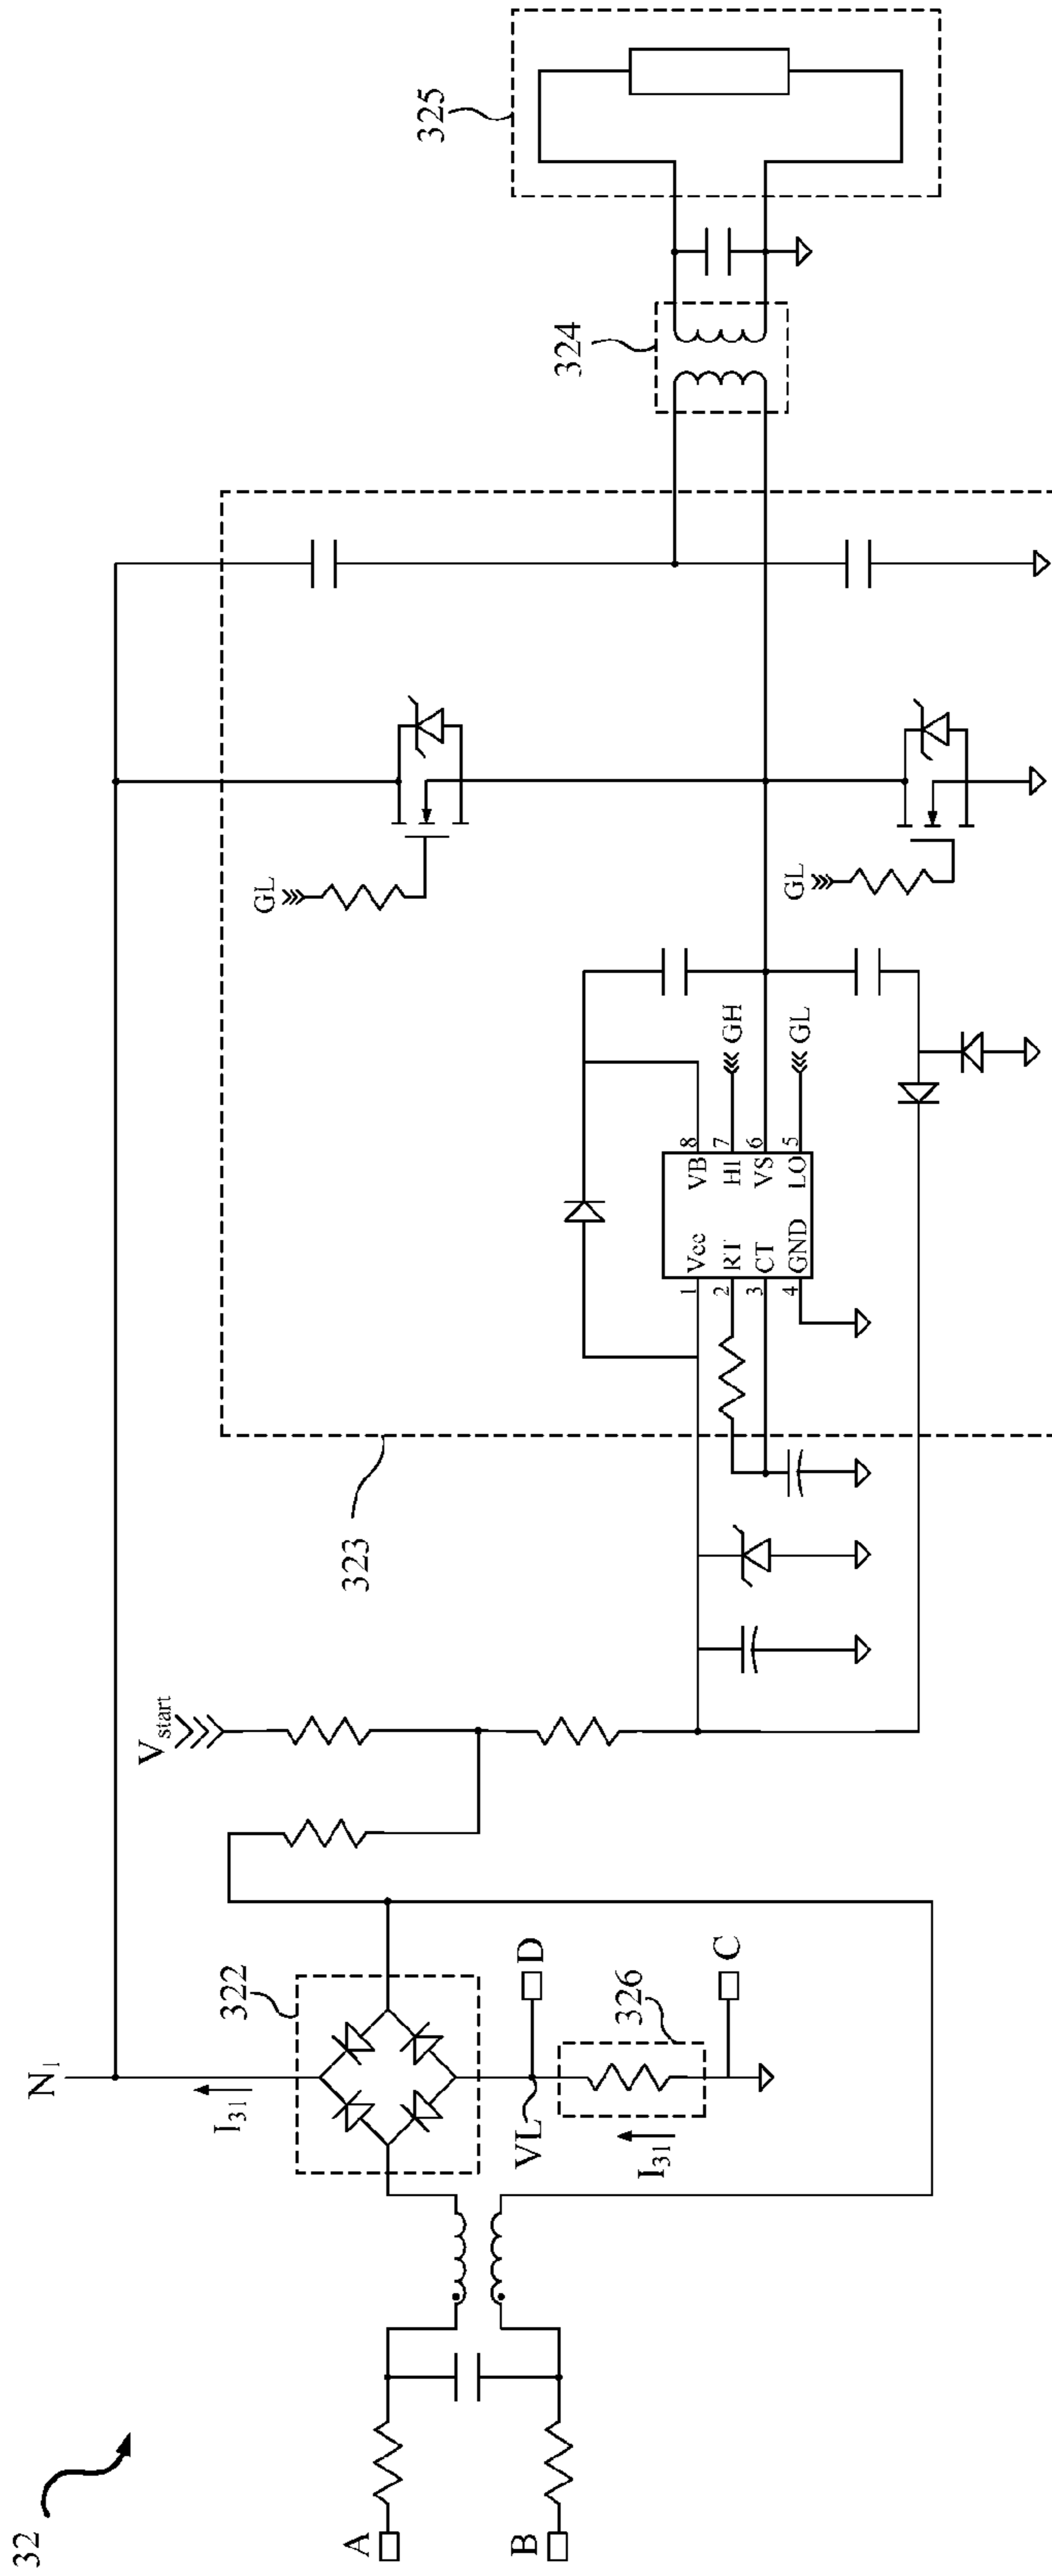 32
A
B
N1
I31
322
VL
D
326
I31
C
Vstart
323
1
Vcc
2
RT
3
CT
4
GND
VB
8
HI
7
GH
VS
6
LO
5
GL
GL
GL
324
325